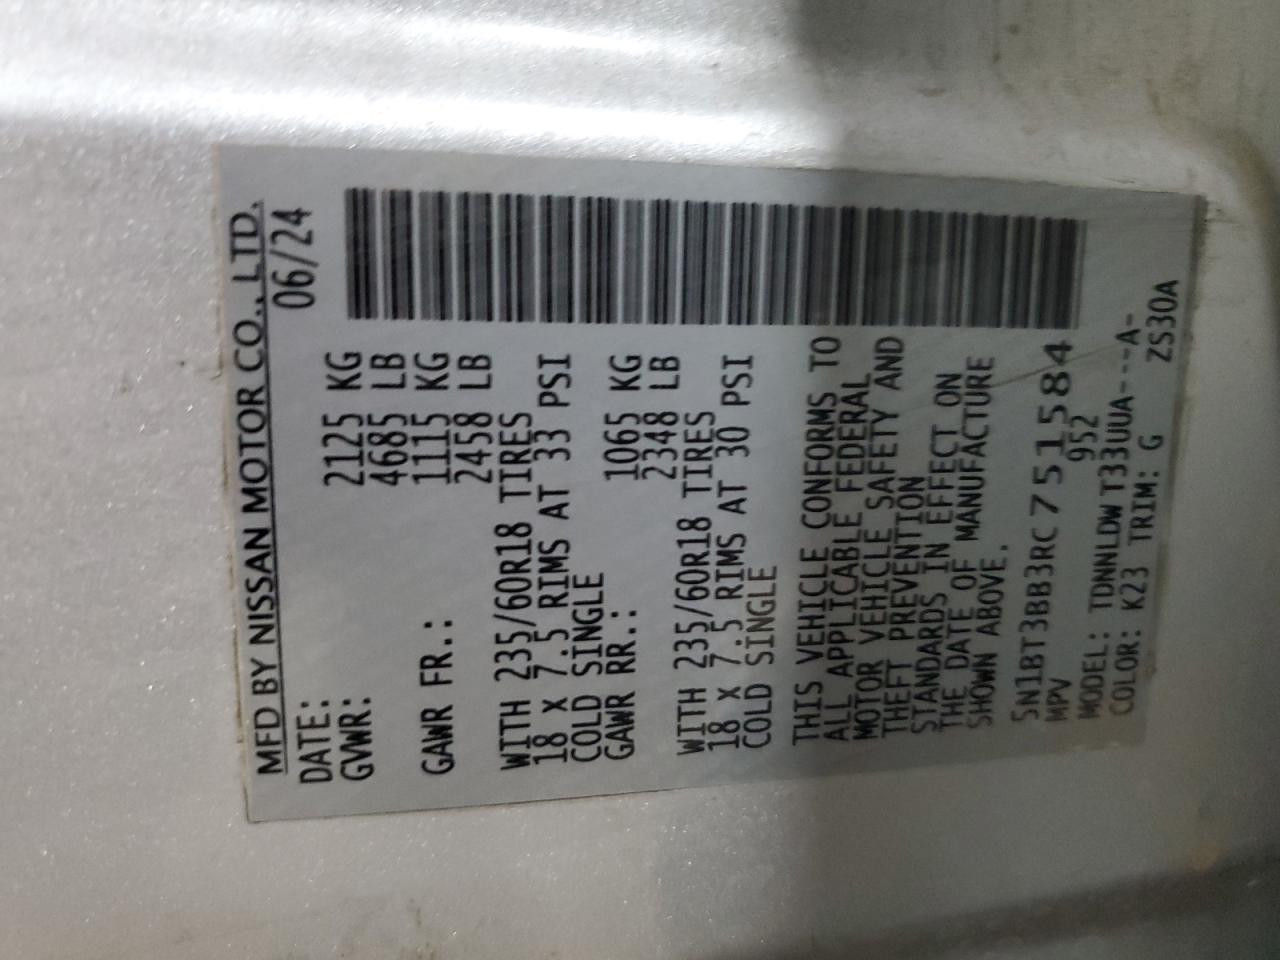 MFD BY NISSAN MOTOR CO., LTD.
DATE: 06/24
GVWR: 2125 KG
4685 LB
GAWR FR.: 1115 KG
2458 LB
WITH 235/60R18 TIRES
18 X 7.5 RIMS AT 33 PSI
COLD SINGLE
GAWR RR.: 1065 KG
2348 LB
WITH 235/60R18 TIRES
18 X 7.5 RIMS AT 30 PSI
COLD SINGLE
THIS VEHICLE CONFORMS TO
ALL APPLICABLE FEDERAL
MOTOR VEHICLE SAFETY AND
THEFT PREVENTION
STANDARDS IN EFFECT ON
THE DATE OF MANUFACTURE
SHOWN ABOVE.
5N1BT3BB3RC751584
MPV 952
MODEL: TDNNLDWT33UUA---A-
COLOR: K23 TRIM: G ZS30A